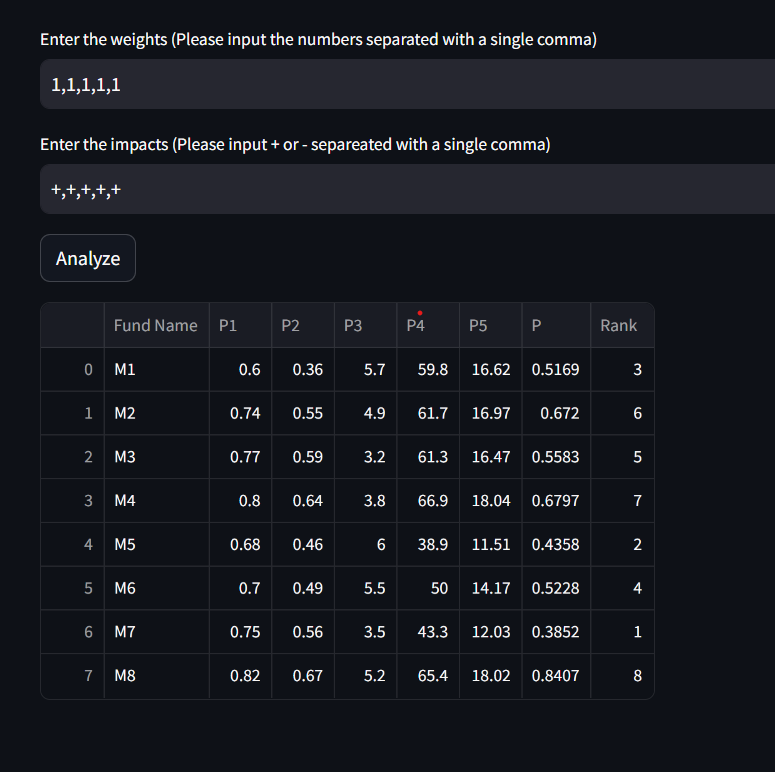 Enter the weights (Please input the numbers separated with a single comma)
1,1,1,1,1
Enter the impacts (Please input + or - separeated with a single comma)
+,+,+,+,+
Analyze
Fund Name P1 P2 P3 P4 P5 P Rank
0 M1 0.6 0.36 5.7 59.8 16.62 0.5169 3
1 M2 0.74 0.55 4.9 61.7 16.97 0.672 6
2 M3 0.77 0.59 3.2 61.3 16.47 0.5583 5
3 M4 0.8 0.64 3.8 66.9 18.04 0.6797 7
4 M5 0.68 0.46 6 38.9 11.51 0.4358 2
5 M6 0.7 0.49 5.5 50 14.17 0.5228 4
6 M7 0.75 0.56 3.5 43.3 12.03 0.3852 1
7 M8 0.82 0.67 5.2 65.4 18.02 0.8407 8